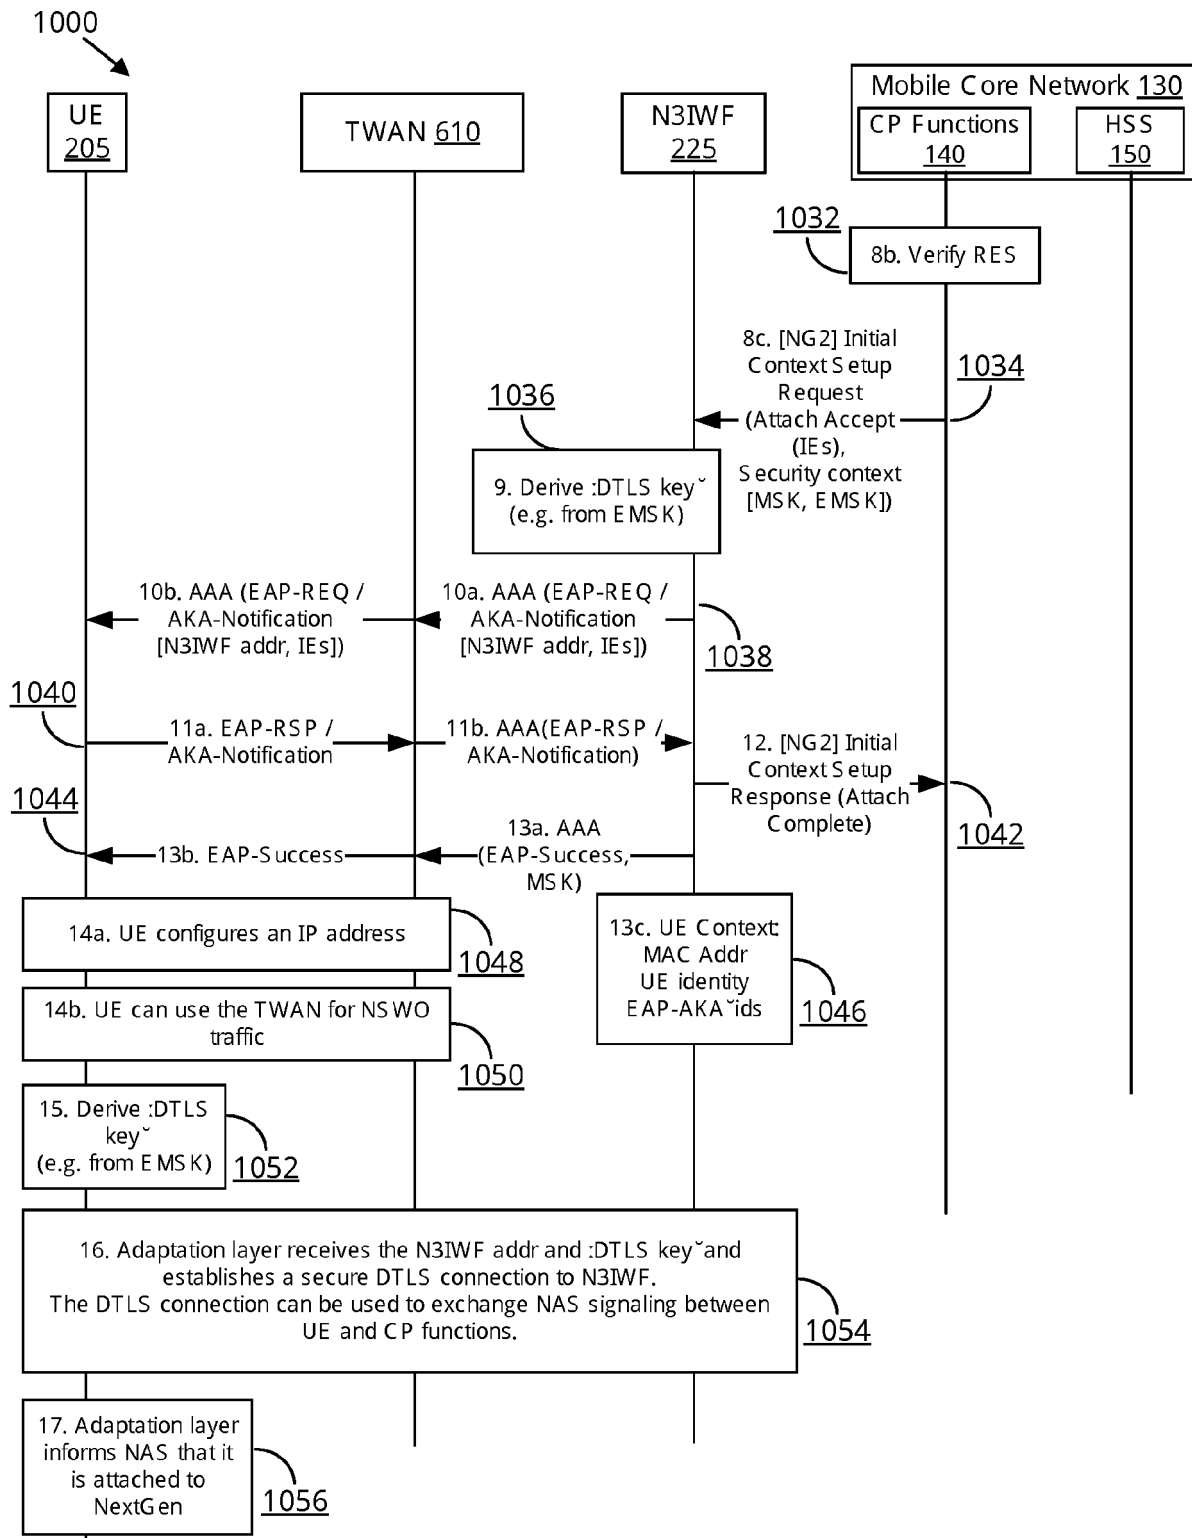 1000
UE
205
TWAN 610
N3IWF
225
Mobile Core Network 130
CP Functions
140
HSS
150
1032
8b. Verify RES
8c. [NG2] Initial
Context Setup
Request
(Attach Accept
(IEs),
Security context
[MSK, EMSK])
1034
1036
9. Derive :DTLS key˘
(e.g. from EMSK)
10b. AAA (EAP-REQ /
AKA-Notification
[N3IWF addr, IEs])
10a. AAA (EAP-REQ /
AKA-Notification
[N3IWF addr, IEs])
1038
1040
11a. EAP-RSP /
AKA-Notification
11b. AAA(EAP-RSP /
AKA-Notification)
12. [NG2] Initial
Context Setup
Response (Attach
Complete)
1042
1044
13b. EAP-Success
13a. AAA
(EAP-Success,
MSK)
14a. UE configures an IP address
1048
13c. UE Context:
MAC Addr
UE identity
EAP-AKA˘ids
1046
14b. UE can use the TWAN for NSWO
traffic
1050
15. Derive :DTLS
key˘
(e.g. from EMSK)
1052
16. Adaptation layer receives the N3IWF addr and :DTLS key˘and
establishes a secure DTLS connection to N3IWF.
The DTLS connection can be used to exchange NAS signaling between
UE and CP functions.
1054
17. Adaptation layer
informs NAS that it
is attached to
NextGen
1056